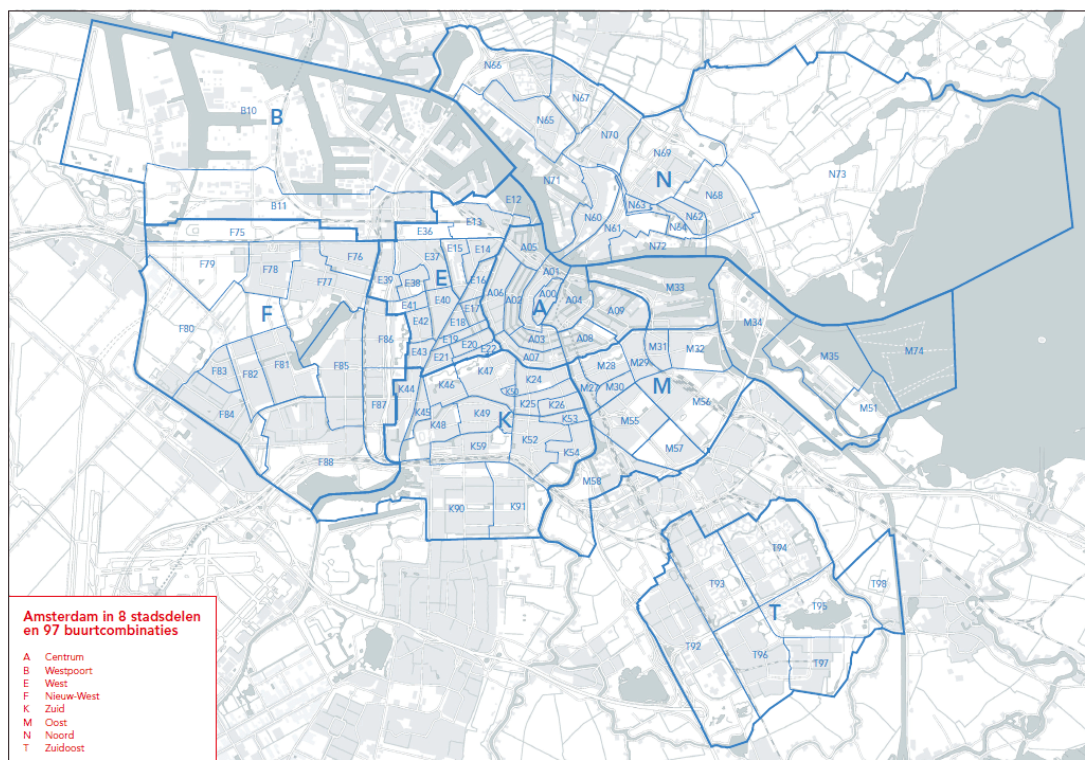 N66
N67
B10
B
N65
N70
N69
N
N73
N71
N68
B11
E12
N63
N62
N60
N64
E13
N61
F75
E36
N72
A05
E15
E14
F79
F78
F76
E37
A01
F77
E39
E38
E
E16
M33
A06
A02
A00
A04
E40
A
E41
E17
A09
F
M34
E42
E18
F80
F86
E19
A03
A08
M31
M32
M74
E43
E20
E22
E21
A07
M29
M35
F83
F82
F81
F85
K47
M28
K46
K24
K44
M27
M30
M
M51
K50
F87
K25
K26
M56
F84
K45
K49
K48
K
K53
M55
K52
K59
K54
M57
F88
M58
K90
K91
T94
T93
T98
T95
T
T92
T96
T97
Amsterdam in 8 stadsdelen
en 97 buurtcombinaties
A Centrum
B Westpoort
E West
F Nieuw-West
K Zuid
M Oost
N Noord
T Zuidoost